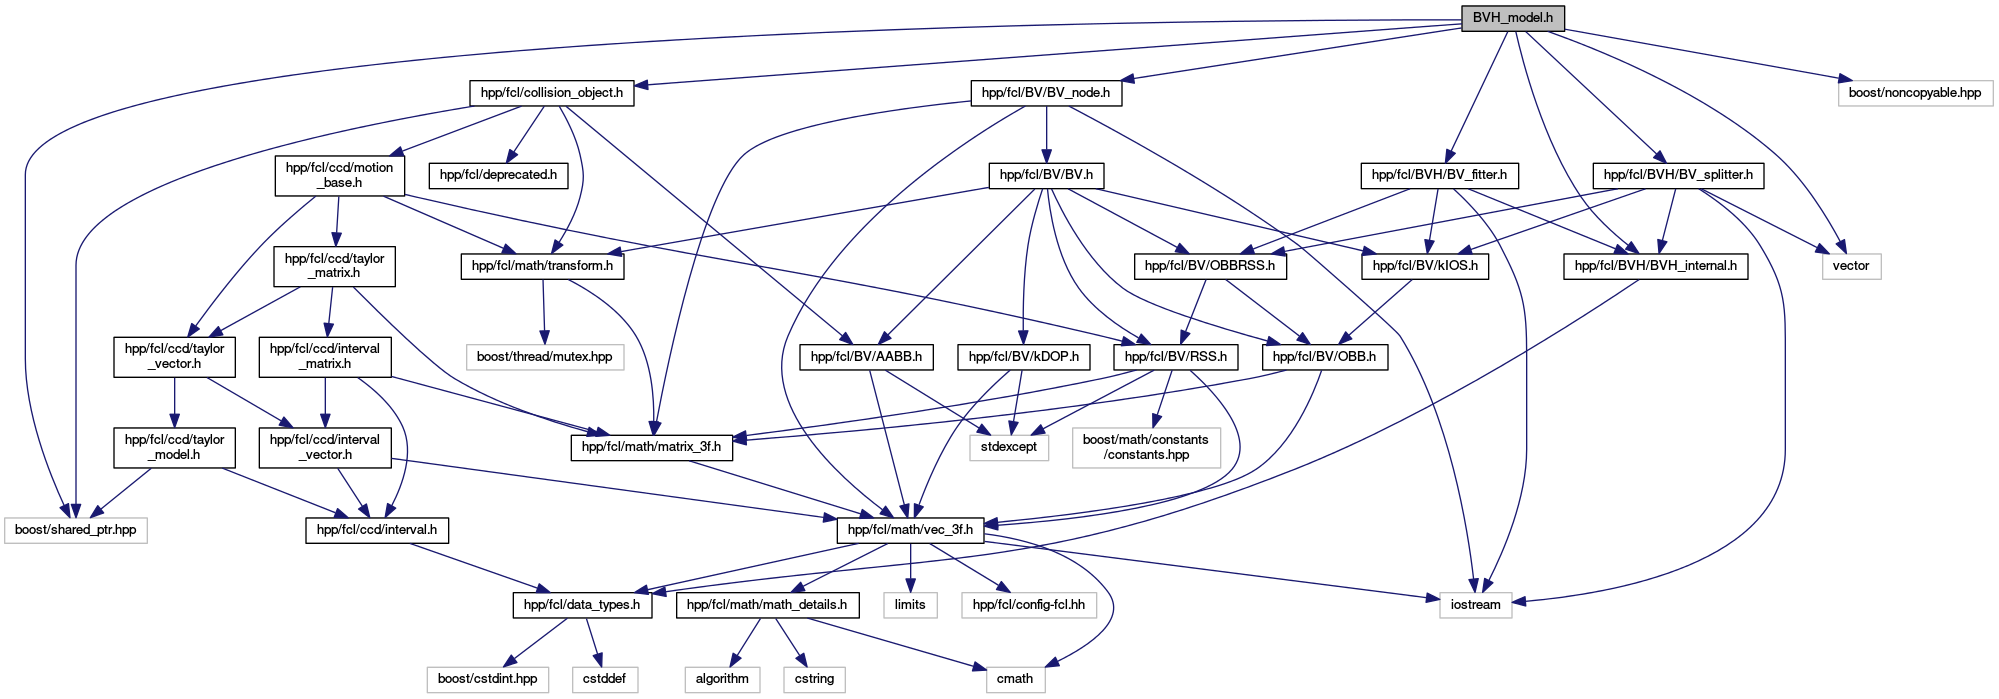 BVH_model.h
hpp/fcl/collision_object.h
hpp/fcl/BV/BV_node.h
boost/noncopyable.hpp
hpp/fcl/ccd/motion
_base.h
hpp/fcl/deprecated.h
hpp/fcl/BV/BV.h
hpp/fcl/BVH/BV_fitter.h
hpp/fcl/BVH/BV_splitter.h
hpp/fcl/ccd/taylor
_matrix.h
hpp/fcl/math/transform.h
hpp/fcl/BV/OBBRSS.h
hpp/fcl/BV/kIOS.h
hpp/fcl/BVH/BVH_internal.h
vector
hpp/fcl/ccd/taylor
_vector.h
hpp/fcl/ccd/interval
_matrix.h
boost/thread/mutex.hpp
hpp/fcl/BV/AABB.h
hpp/fcl/BV/kDOP.h
hpp/fcl/BV/RSS.h
hpp/fcl/BV/OBB.h
hpp/fcl/ccd/taylor
_model.h
hpp/fcl/ccd/interval
_vector.h
hpp/fcl/math/matrix_3f.h
stdexcept
boost/math/constants
/constants.hpp
boost/shared_ptr.hpp
hpp/fcl/ccd/interval.h
hpp/fcl/math/vec_3f.h
hpp/fcl/data_types.h
hpp/fcl/math/math_details.h
limits
hpp/fcl/config-fcl.hh
iostream
boost/cstdint.hpp
cstddef
algorithm
cstring
cmath